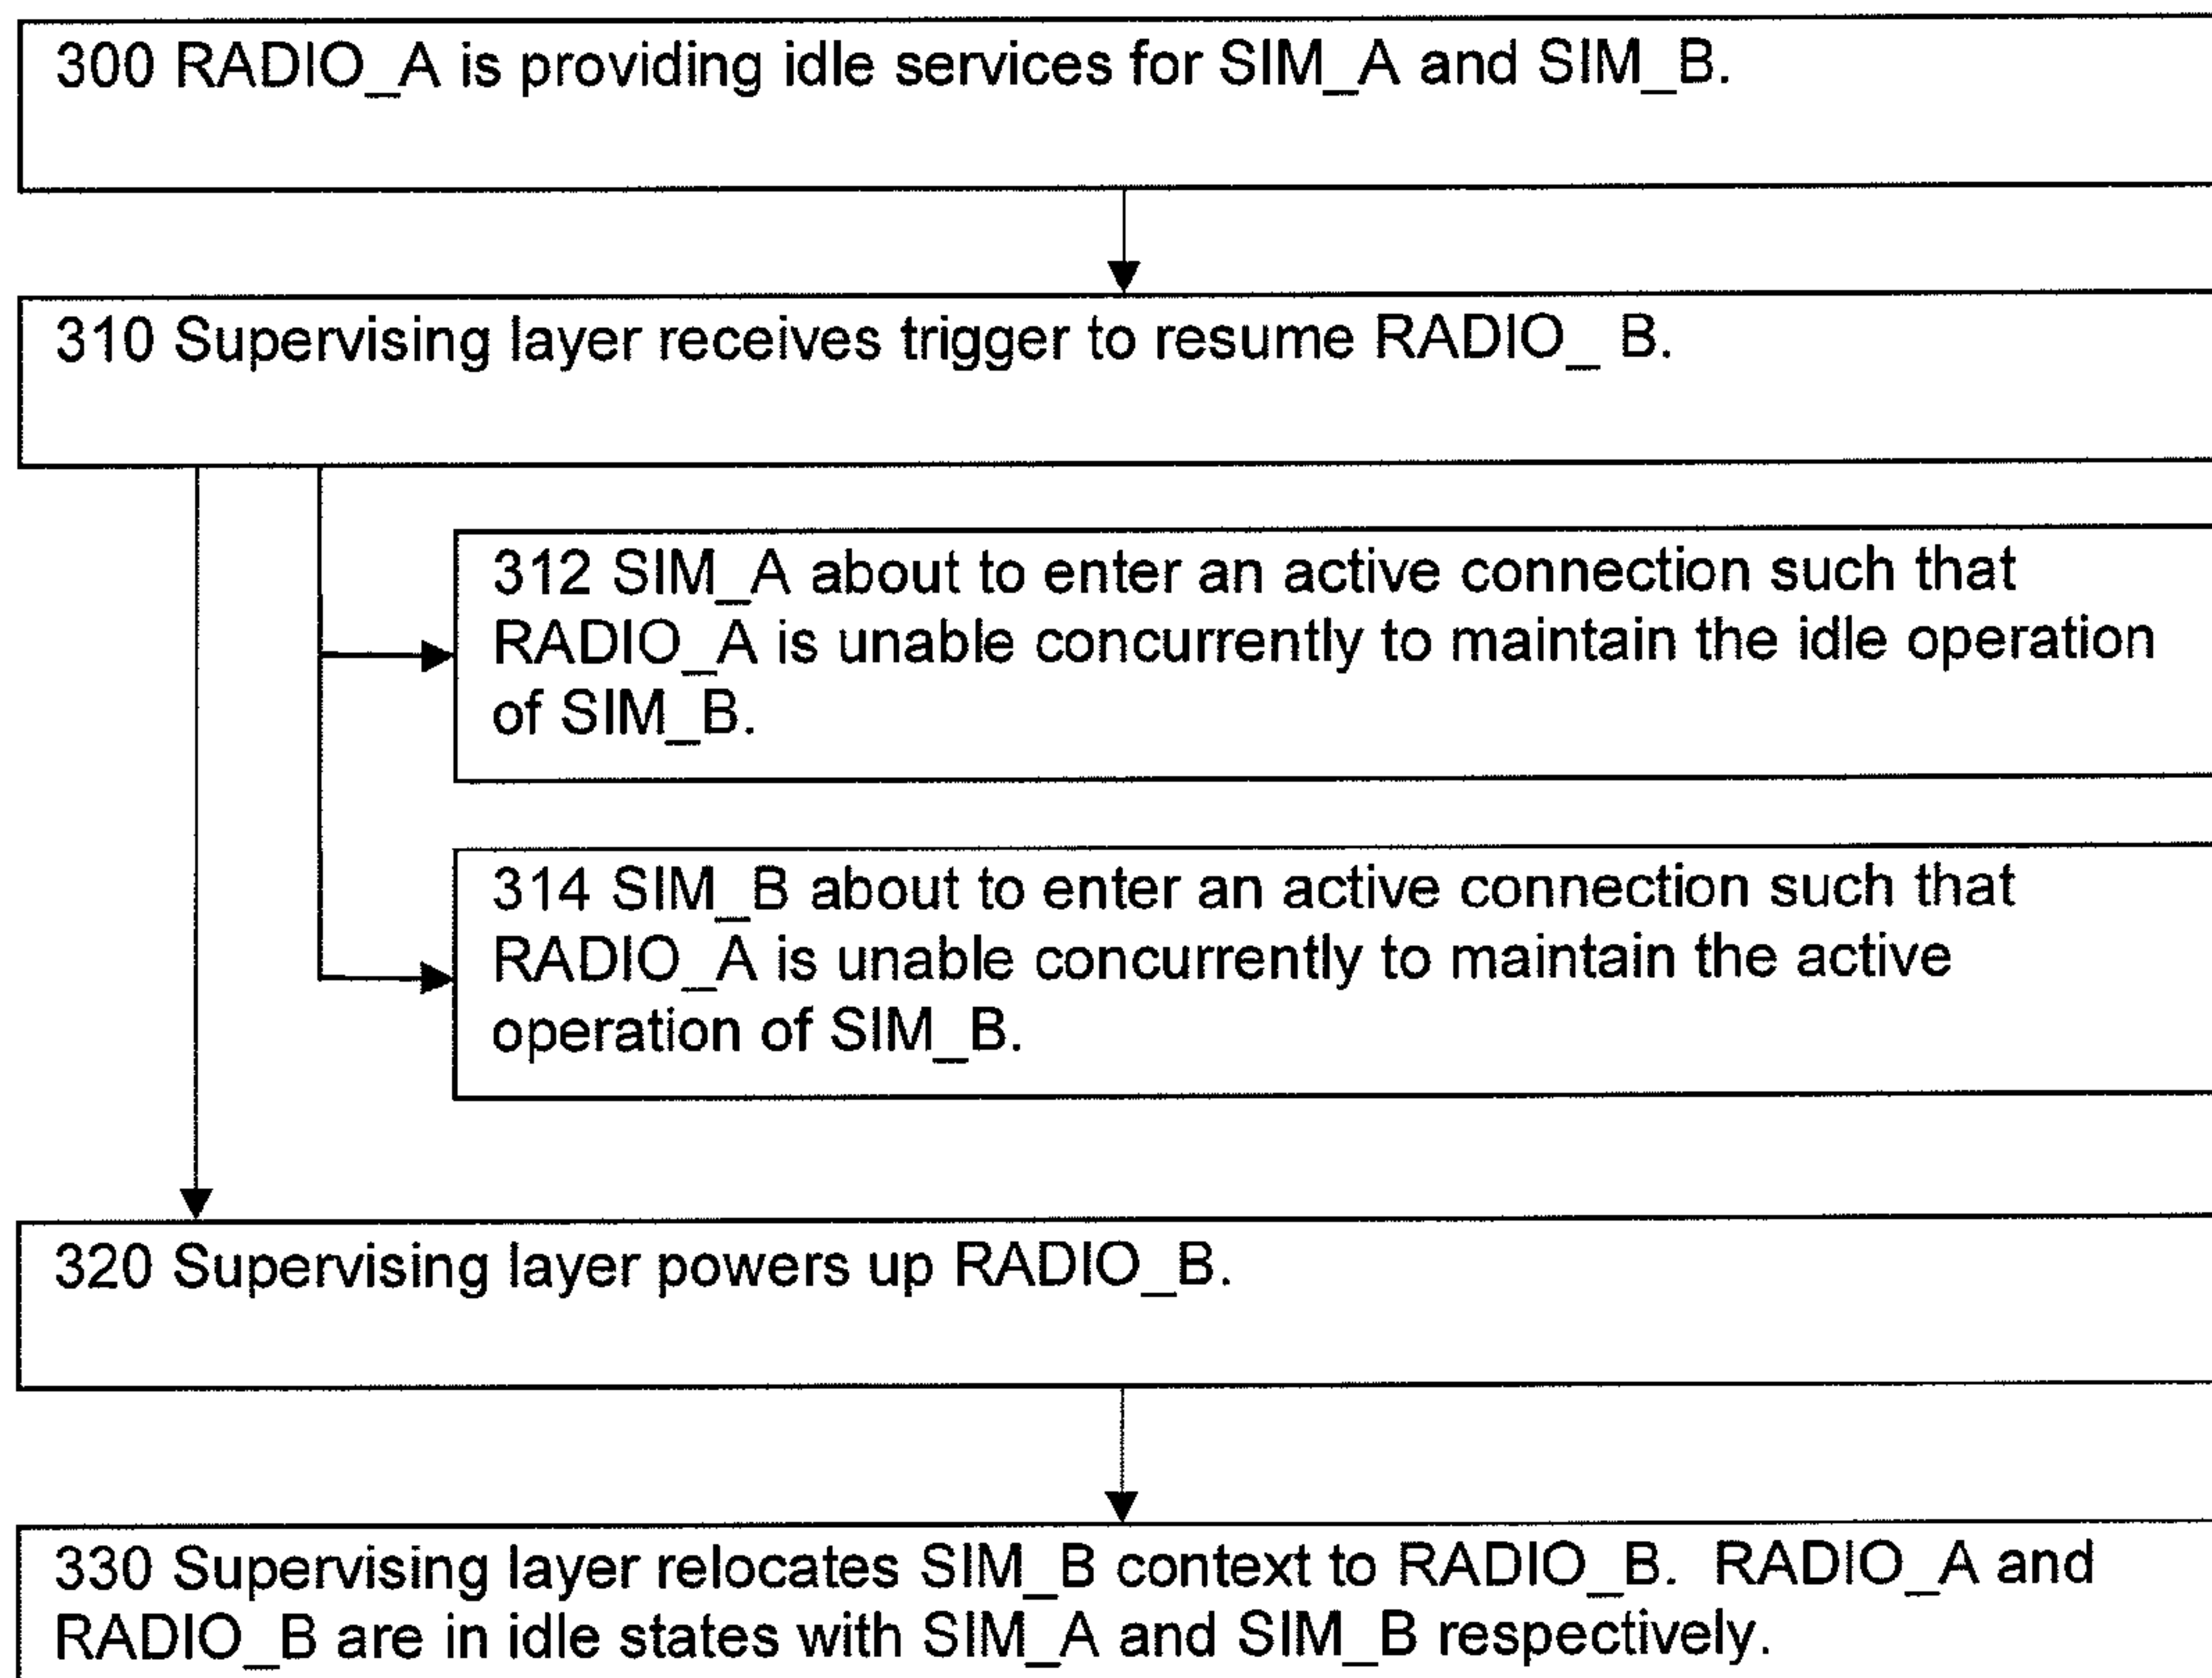 300 RADIO_A is providing idle services for SIM_A and SIM_B.
310 Supervising layer receives trigger to resume RADIO_ B.
312 SIM_A about to enter an active connection such that
RADIO_A is unable concurrently to maintain the idle operation
of SIM_B.
314 SIM_B about to enter an active connection such that
RADIO_A is unable concurrently to maintain the active
operation of SIM_B.
320 Supervising layer powers up RADIO_B.
330 Supervising layer relocates SIM_B context to RADIO_B. RADIO_A and
RADIO_B are in idle states with SIM_A and SIM_B respectively.